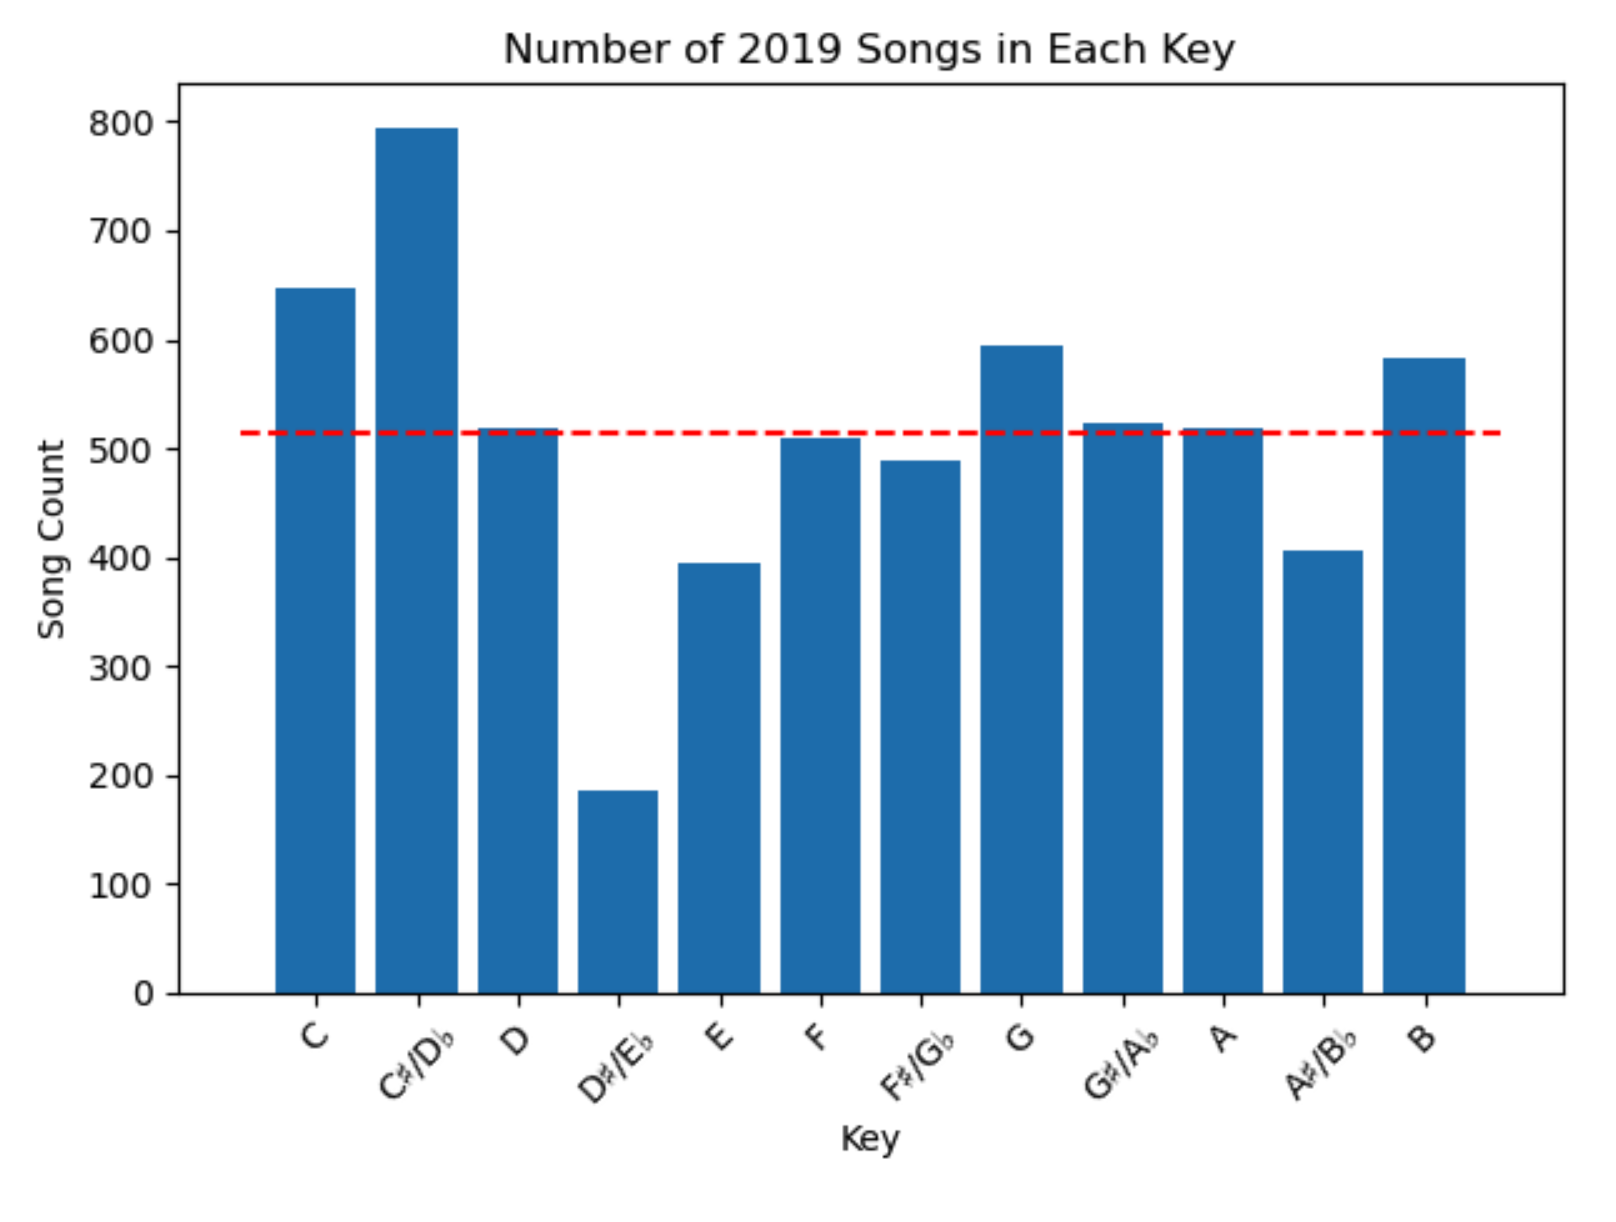 Number of 2019 Songs in Each Key
800
700
600
500
400
300
200
100
0
Song Count
C
C♯/D♭
D
D♯/E♭
E
F
F♯/G♭
G
G♯/A♭
A
A♯/B♭
B
Key